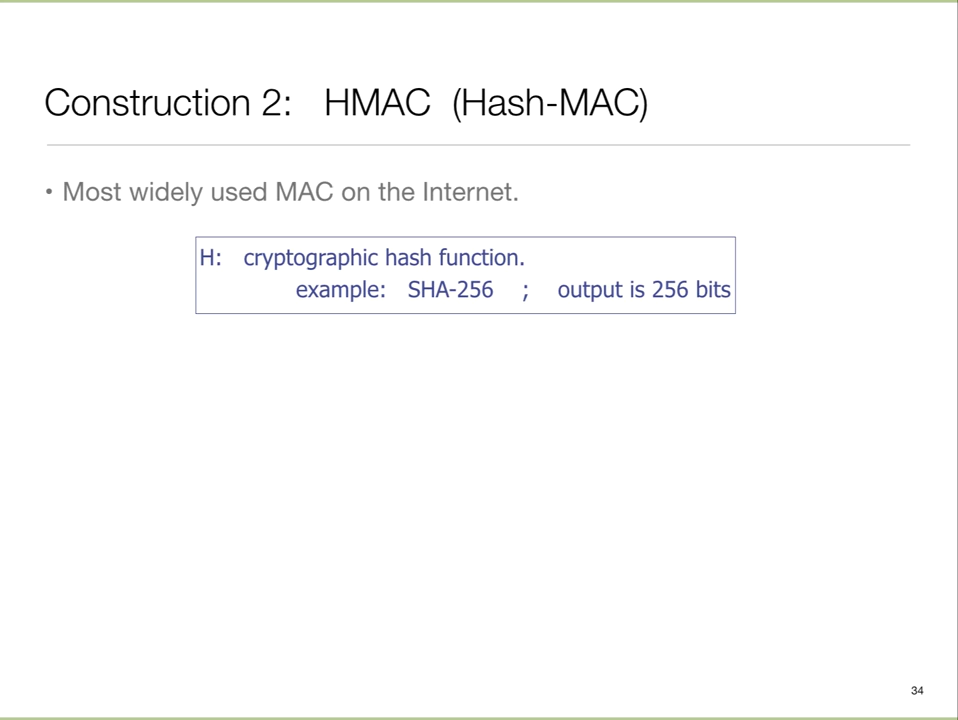 Construction 2: HMAC (Hash-MAC)
• Most widely used MAC on the Internet.
H: cryptographic hash function.
example: SHA-256 ; output is 256 bits
34